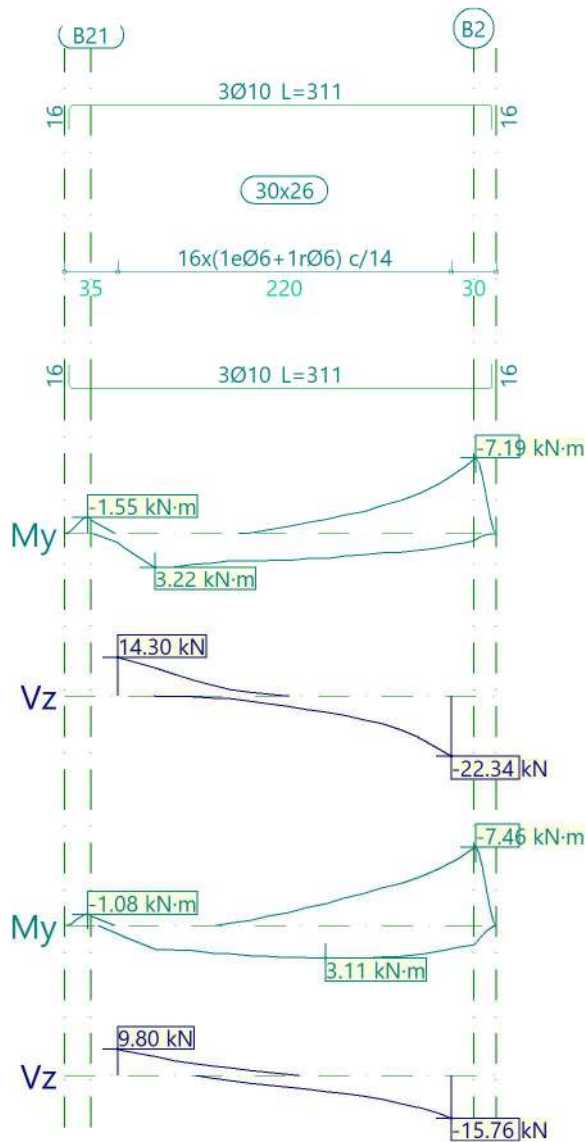 B21 B2
3Ø10 L=311
16 16
30x26
16x(1eØ6+1rØ6) c/14
35 220 30
16 3Ø10 L=311 16
-7.19 kN·m
-1.55 kN·m
My
3.22 kN·m
14.30 kN
Vz
-22.34 kN
-7.46 kN·m
-1.08 kN·m
My
3.11 kN·m
9.80 kN
Vz
-15.76 kN